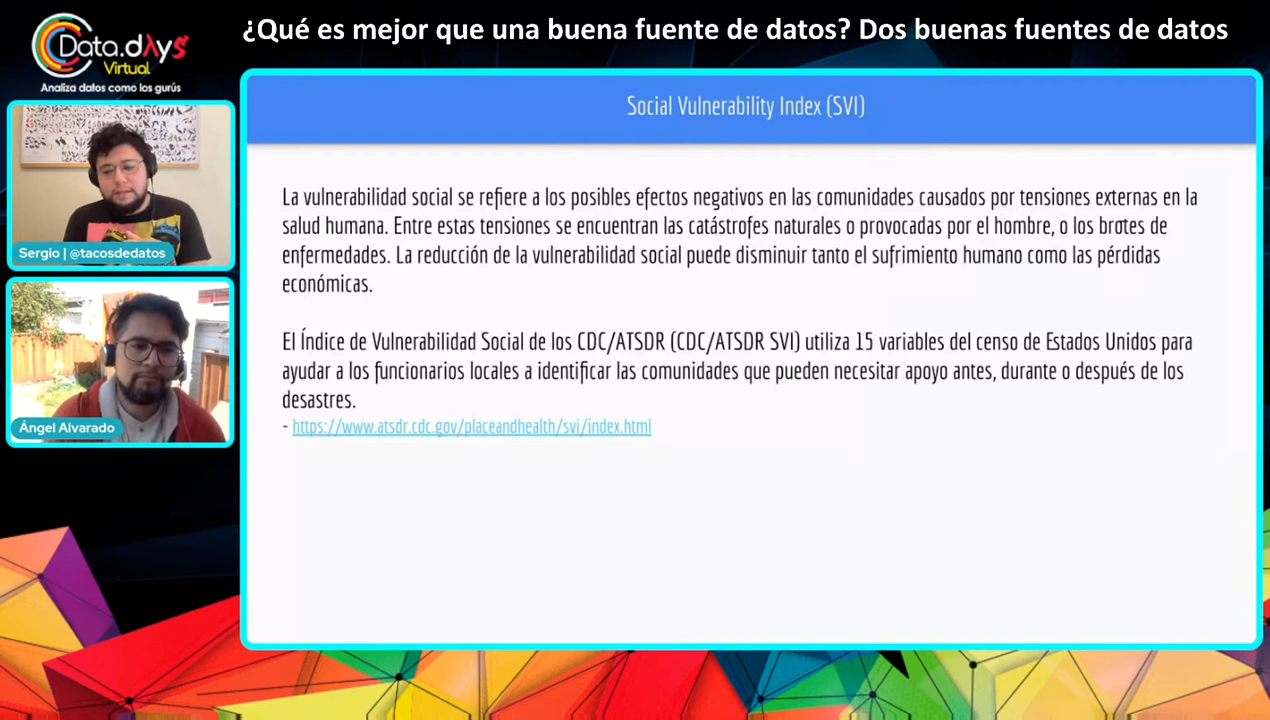 ¿Qué es mejor que una buena fuente de datos? Dos buenas fuentes de datos
Data.dAys
Virtual
Analiza datos como los gurús
Sergio | @tacosdedatos
Ángel Alvarado
Social Vulnerability Index (SVI)
La vulnerabilidad social se refiere a los posibles efectos negativos en las comunidades causados por tensiones externas en la
salud humana. Entre estas tensiones se encuentran las catástrofes naturales o provocadas por el hombre, o los brotes de
enfermedades. La reducción de la vulnerabilidad social puede disminuir tanto el sufrimiento humano como las pérdidas
económicas.
El Índice de Vulnerabilidad Social de los CDC/ATSDR (CDC/ATSDR SVI) utiliza 15 variables del censo de Estados Unidos para
ayudar a los funcionarios locales a identificar las comunidades que pueden necesitar apoyo antes, durante o después de los
desastres.
- https://www.atsdr.cdc.gov/placeandhealth/svi/index.html